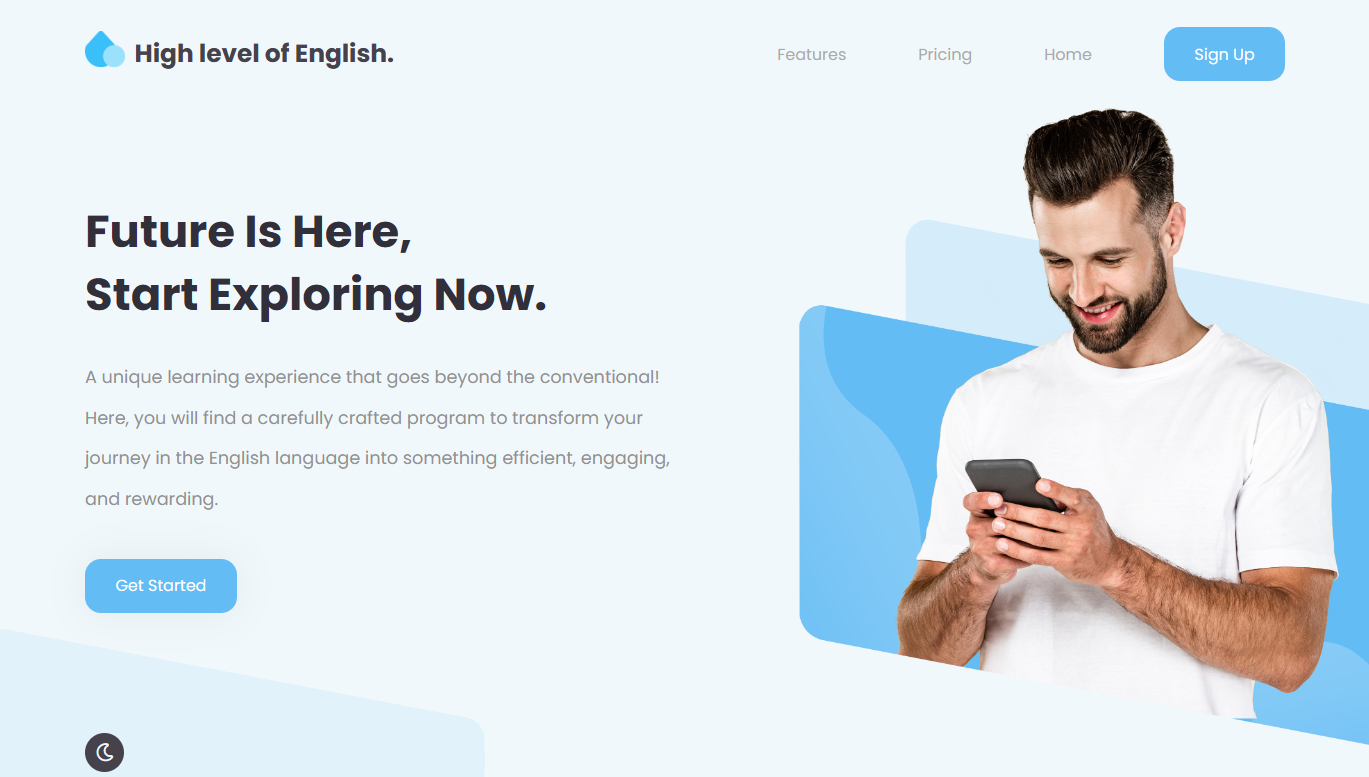 High level of English.
Features
Pricing
Home
Sign Up
Future Is Here,
Start Exploring Now.
A unique learning experience that goes beyond the conventional!
Here, you will find a carefully crafted program to transform your
journey in the English language into something efficient, engaging,
and rewarding.
Get Started